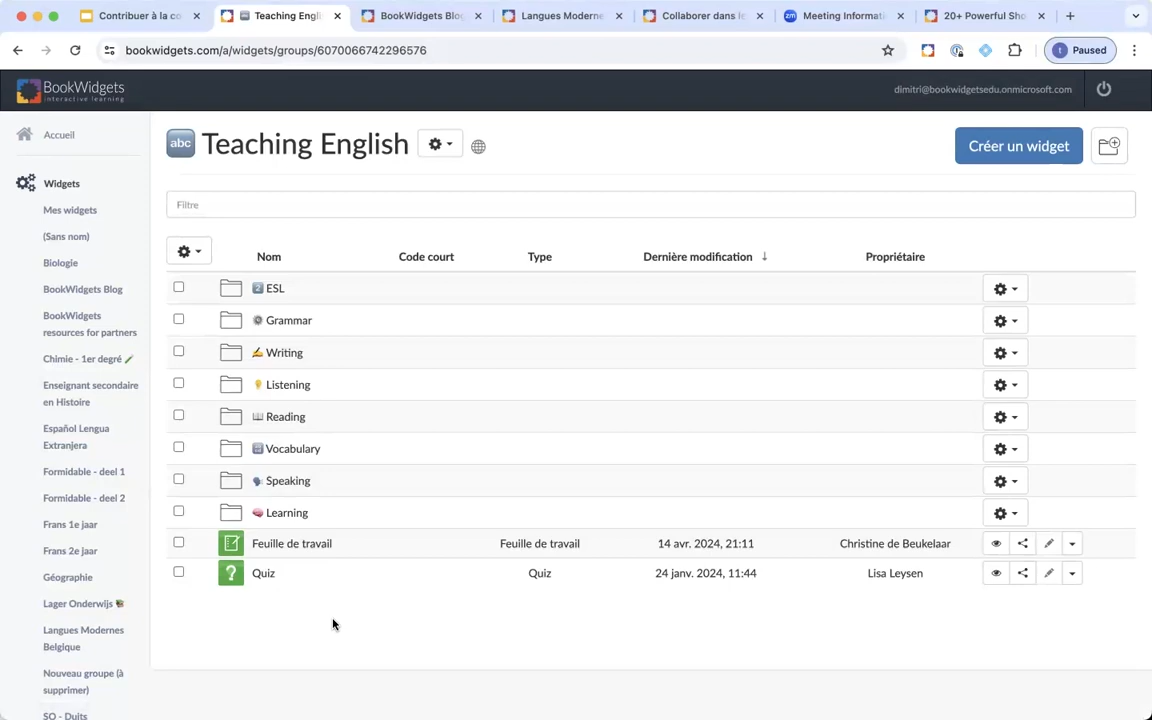 Contribuer à la co
Teaching Engli
BookWidgets Blo
Langues Moderne
Collaborer dans le
zm Meeting Informati
20+ Powerful Sho
bookwidgets.com/a/widgets/groups/6070066742296576
t Paused
BookWidgets
interactive learning
dimitri@bookwidgetsedu.onmicrosoft.com
Accueil
Widgets
Mes widgets
(Sans nom)
Biologie
BookWidgets Blog
BookWidgets
resources for partners
Chimie - 1er degré
Enseignant secondaire
en Histoire
Español Lengua
Extranjera
Formidable - deel 1
Formidable - deel 2
Frans 1e jaar
Frans 2e jaar
Géographie
Lager Onderwijs
Langues Modernes
Belgique
Nouveau groupe (à
supprimer)
SO - Duits
abc Teaching English
Créer un widget
Filtre
Nom Code court Type Dernière modification ↓ Propriétaire
2 ESL
Grammar
Writing
Listening
Reading
Vocabulary
Speaking
Learning
Feuille de travail Feuille de travail 14 avr. 2024, 21:11 Christine de Beukelaar
? Quiz Quiz 24 janv. 2024, 11:44 Lisa Leysen